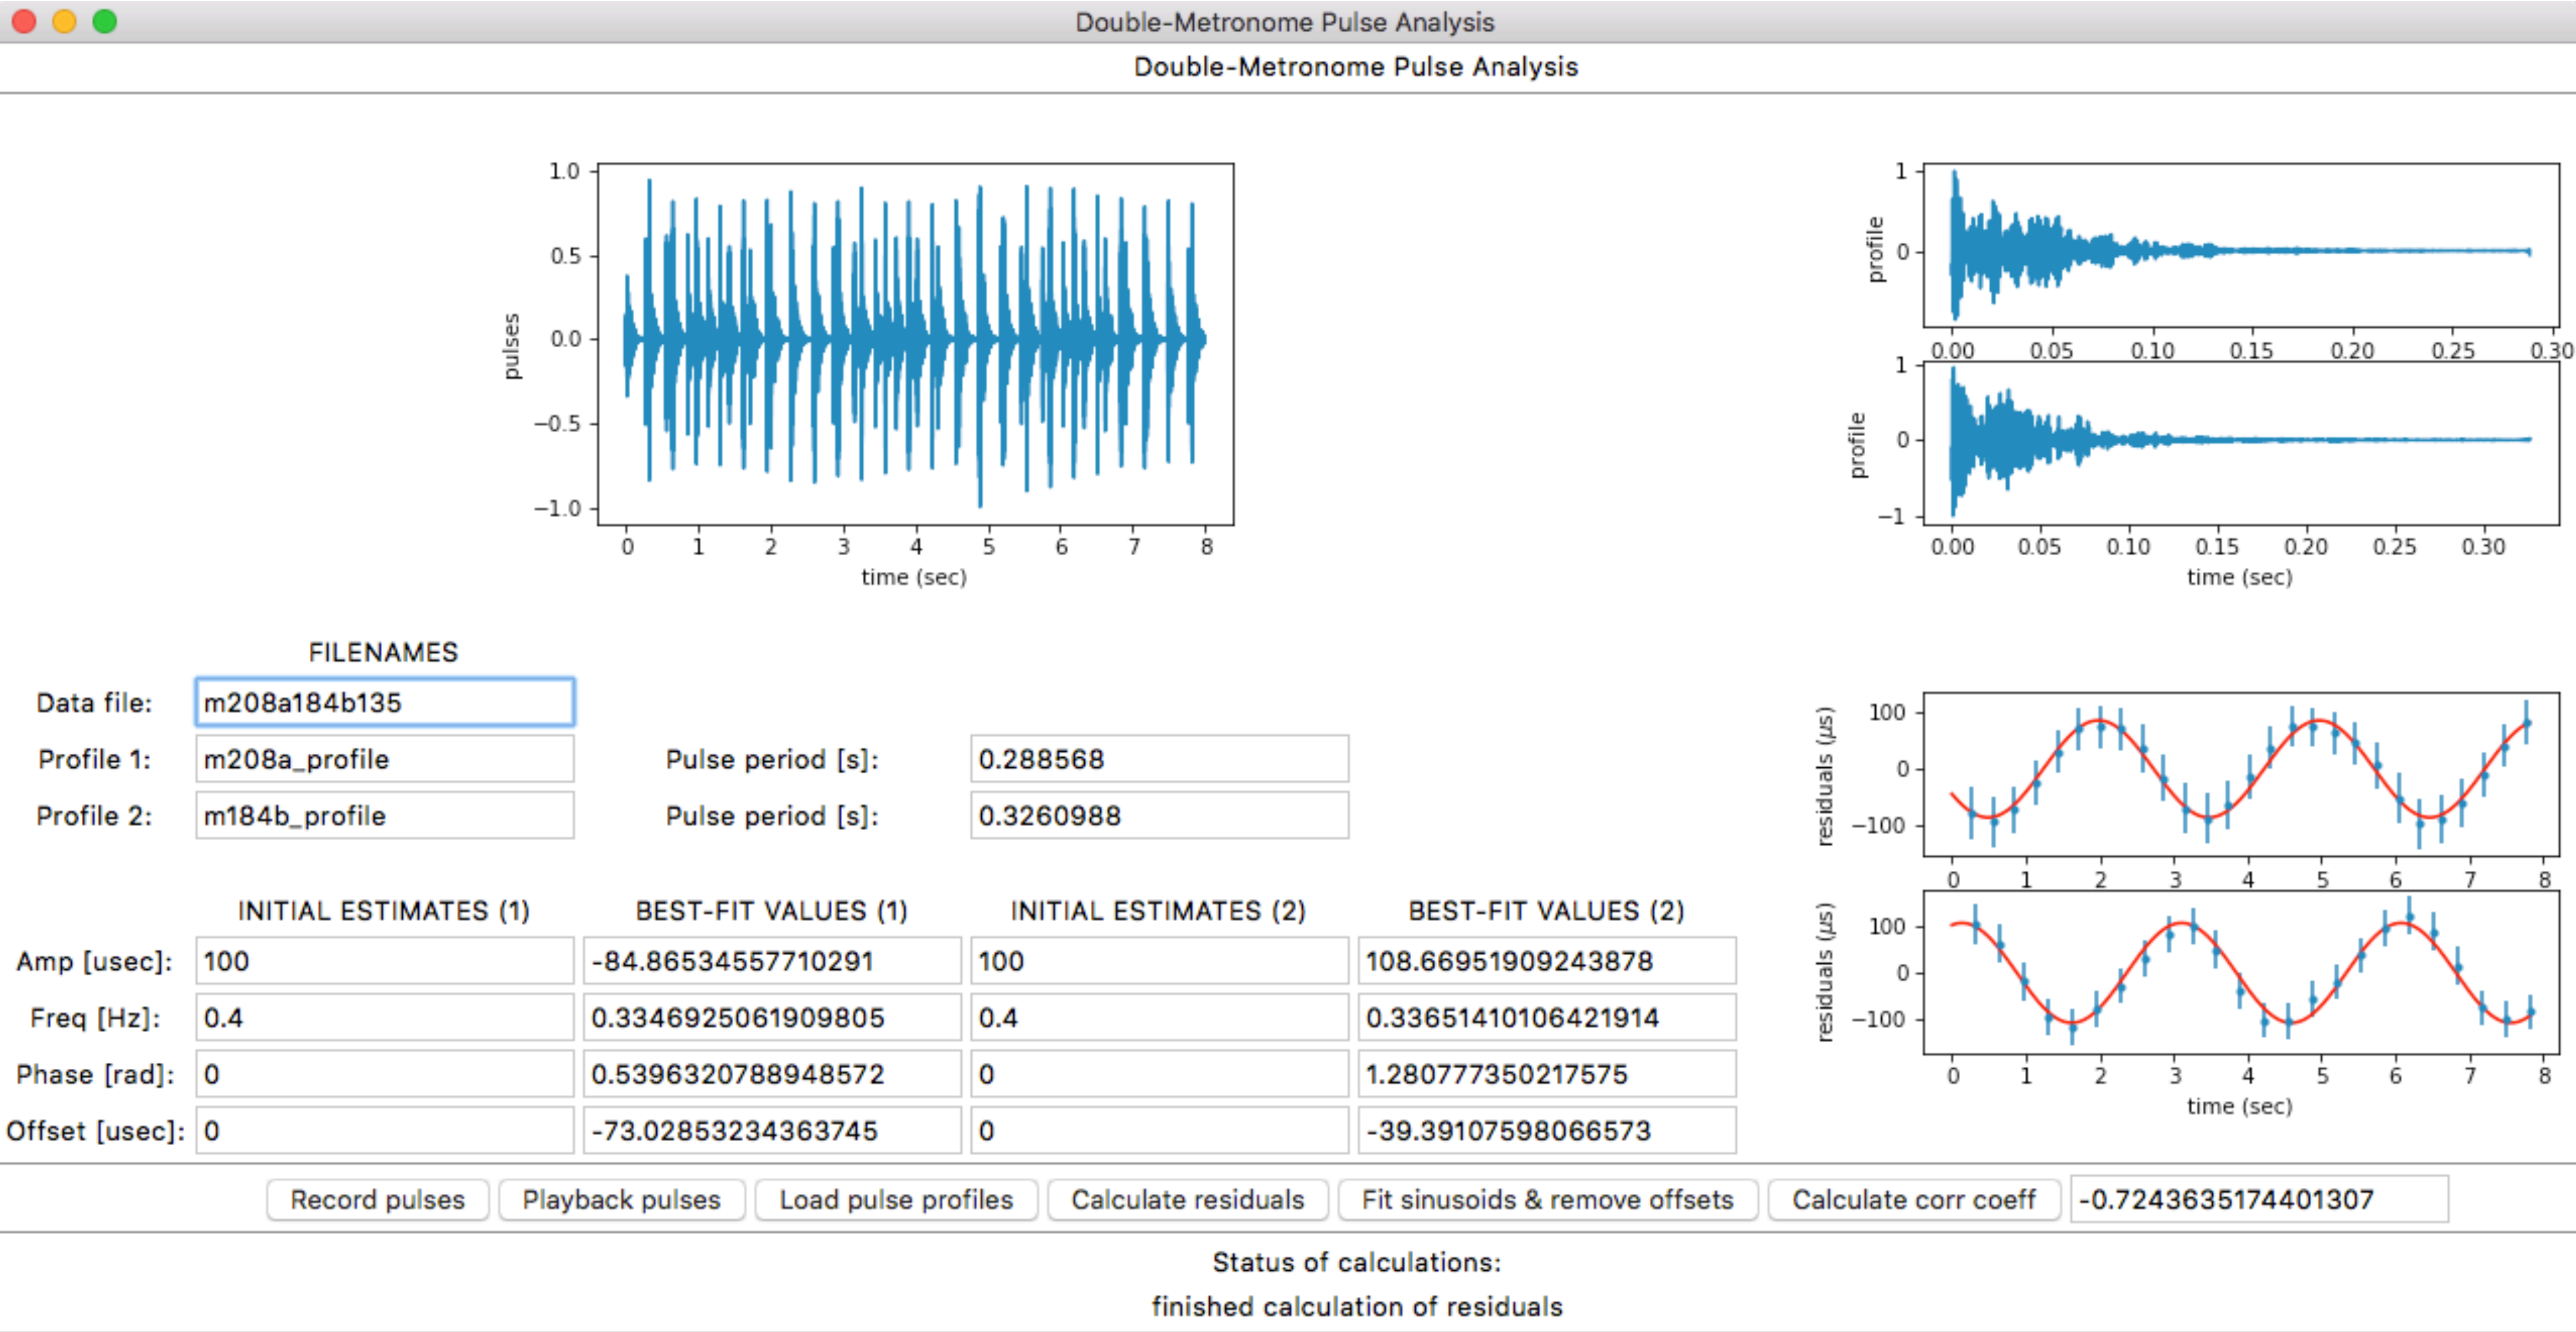 Double-Metronome Pulse Analysis
Double-Metronome Pulse Analysis
pulses
1.0
0.5
0.0
−0.5
−1.0
0 1 2 3 4 5 6 7 8
time (sec)
profile
1
0
0.00 0.05 0.10 0.15 0.20 0.25 0.30
profile
1
0
−1
0.00 0.05 0.10 0.15 0.20 0.25 0.30
time (sec)
FILENAMES
Data file: m208a184b135
Profile 1: m208a_profile Pulse period [s]: 0.288568
Profile 2: m184b_profile Pulse period [s]: 0.3260988
residuals (μs)
100
0
−100
0 1 2 3 4 5 6 7 8
residuals (μs)
100
0
−100
0 1 2 3 4 5 6 7 8
time (sec)
INITIAL ESTIMATES (1) BEST-FIT VALUES (1) INITIAL ESTIMATES (2) BEST-FIT VALUES (2)
Amp [usec]: 100 -84.86534557710291 100 108.66951909243878
Freq [Hz]: 0.4 0.3346925061909805 0.4 0.33651410106421914
Phase [rad]: 0 0.5396320788948572 0 1.280777350217575
Offset [usec]: 0 -73.02853234363745 0 -39.39107598066573
Record pulses Playback pulses Load pulse profiles Calculate residuals Fit sinusoids & remove offsets Calculate corr coeff -0.7243635174401307
Status of calculations:
finished calculation of residuals